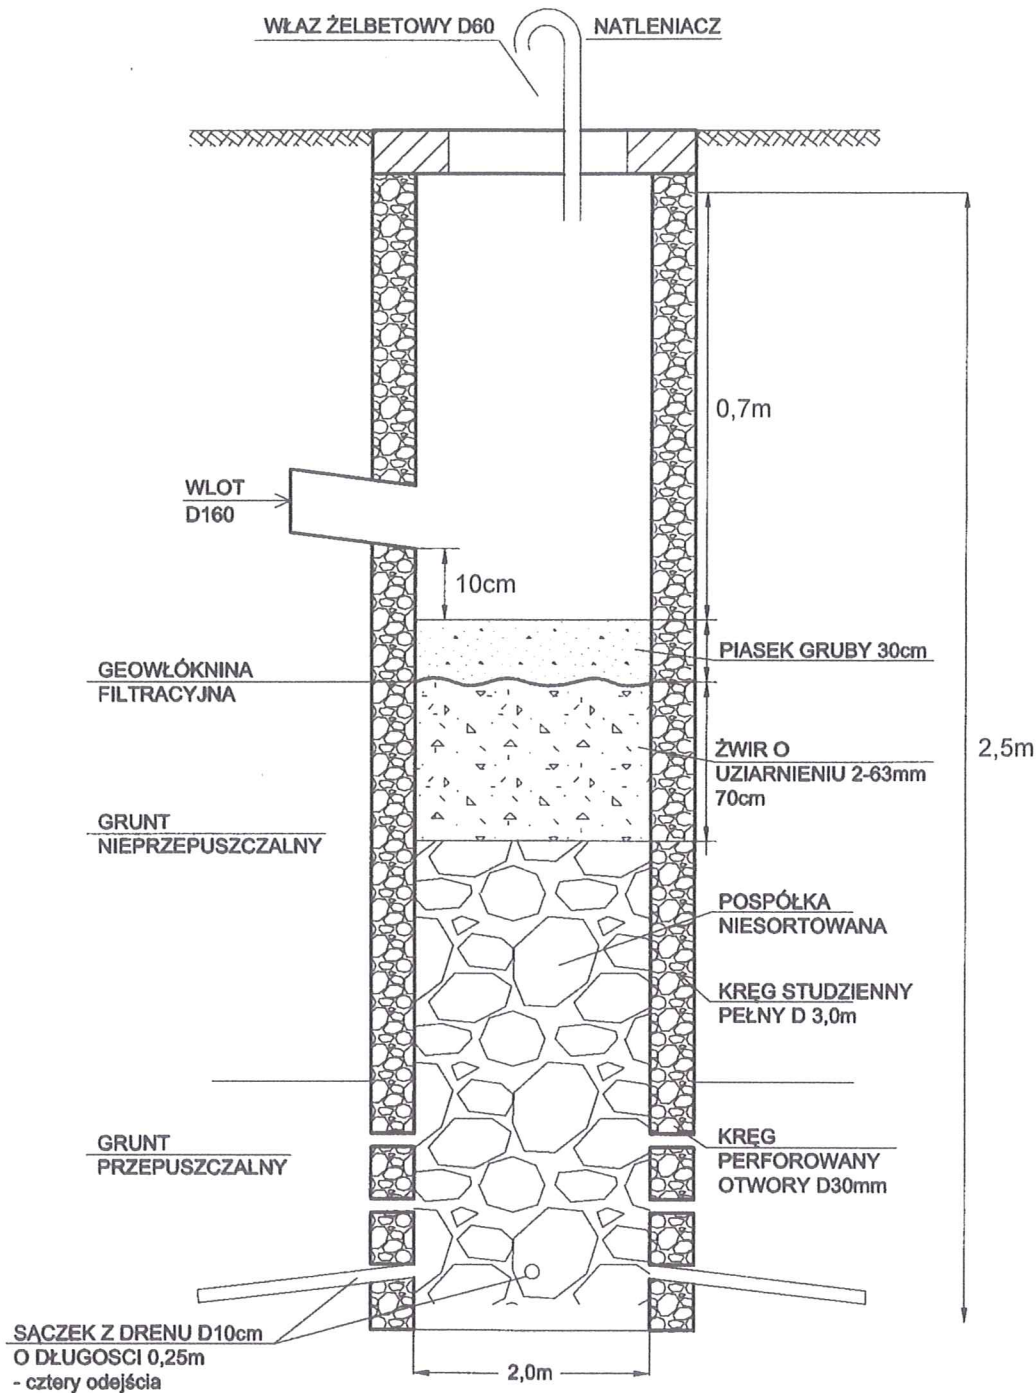 WŁAZ ŻELBETOWY D60
NATLENIACZ
0,7m
WLOT
D160
10cm
PIASEK GRUBY 30cm
GEOWŁÓKNINA
FILTRACYJNA
ŻWIR O
UZIARNIENIU 2-63mm
70cm
2,5m
GRUNT
NIEPRZEPUSZCZALNY
POSPÓŁKA
NIESORTOWANA
KRĘG STUDZIENNY
PEŁNY D 3,0m
GRUNT
PRZEPUSZCZALNY
KRĘG
PERFOROWANY
OTWORY D30mm
SĄCZEK Z DRENU D10cm
O DŁUGOŚCI 0,25m
- cztery odejścia
2,0m